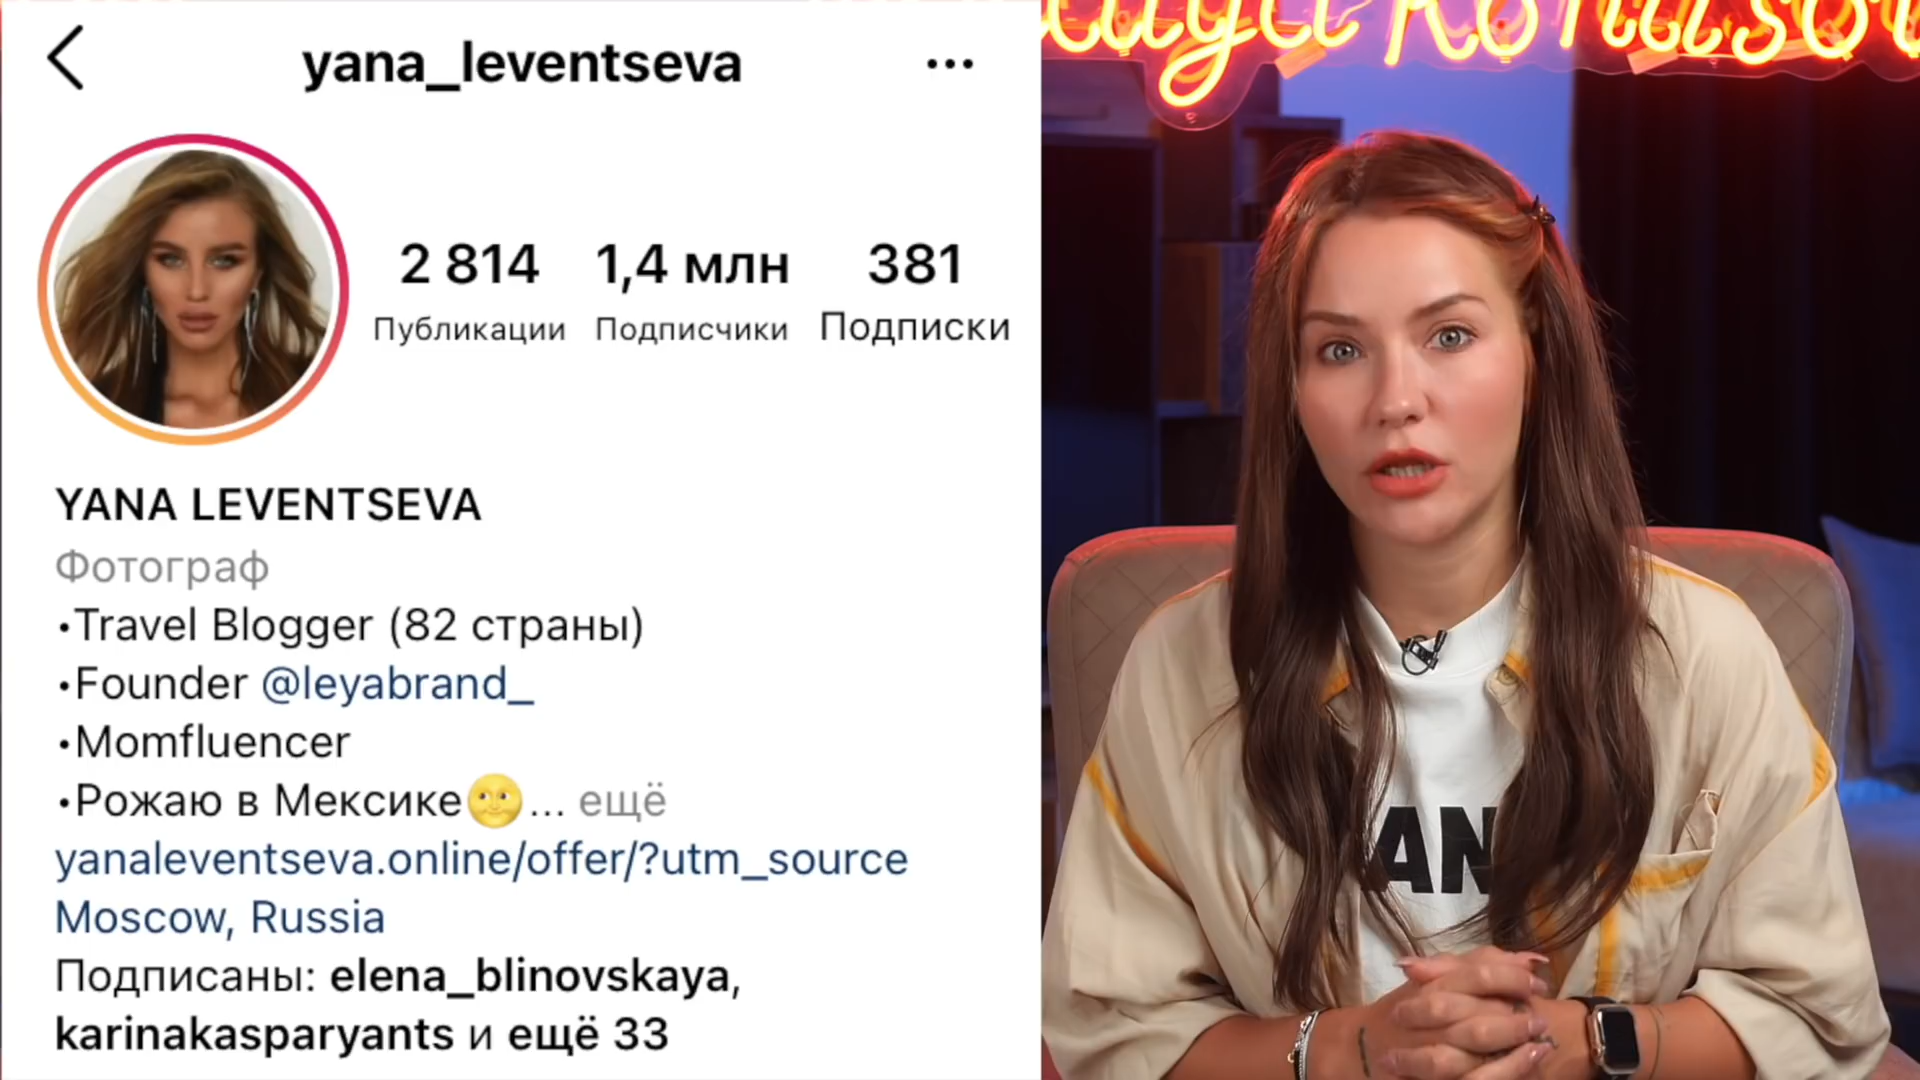 yana_leventseva
2 814 1,4 млн 381
Публикации Подписчики Подписки
YANA LEVENTSEVA
Фотограф
•Travel Blogger (82 страны)
•Founder @leyabrand_
•Momfluencer
•Рожаю в Мексике🌝... ещё
yanaleventseva.online/offer/?utm_source
Moscow, Russia
Подписаны: elena_blinovskaya,
karinakasparyants и ещё 33
AN